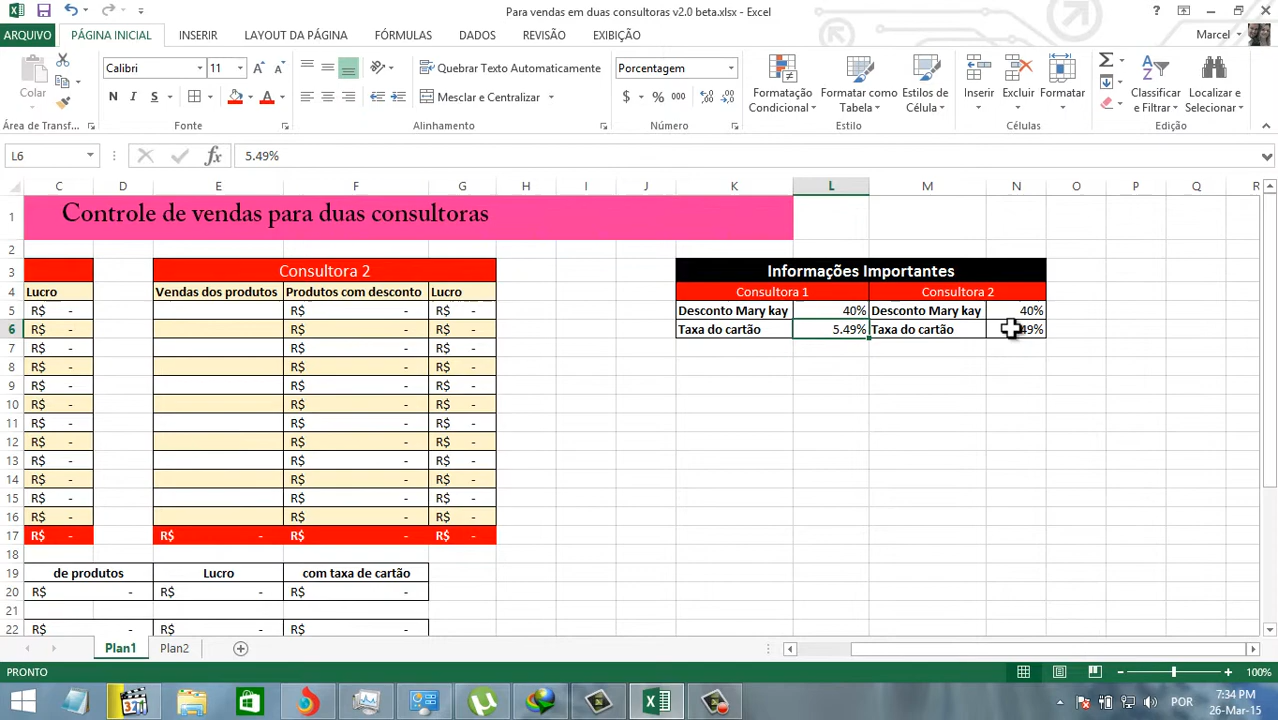 Para vendas em duas consultoras v2.0 beta.xlsx - Excel
ARQUIVO PÁGINA INICIAL INSERIR LAYOUT DA PÁGINA FÓRMULAS DADOS REVISÃO EXIBIÇÃO Marcel
Colar
Calibri 11
N I S
Quebrar Texto Automaticamente
Mesclar e Centralizar
Porcentagem
$ % 000
Formatação Condicional
Formatar como Tabela
Estilos de Célula
Inserir Excluir Formatar
Classificar e Filtrar
Localizar e Selecionar
Área de Transf... Fonte Alinhamento Número Estilo Células Edição
L6 fx 5.49%
C D E F G H I J K L M N O P Q R
1 Controle de vendas para duas consultoras
2
3 Consultora 2 Informações Importantes
4 Lucro Vendas dos produtos Produtos com desconto Lucro Consultora 1 Consultora 2
5 R$ - R$ - R$ - Desconto Mary kay 40% Desconto Mary kay 40%
6 R$ - R$ - R$ - Taxa do cartão 5.49% Taxa do cartão 49%
7 R$ - R$ - R$ -
8 R$ - R$ - R$ -
9 R$ - R$ - R$ -
10 R$ - R$ - R$ -
11 R$ - R$ - R$ -
12 R$ - R$ - R$ -
13 R$ - R$ - R$ -
14 R$ - R$ - R$ -
15 R$ - R$ - R$ -
16 R$ - R$ - R$ -
17 R$ - R$ - R$ - R$ -
18
19 de produtos Lucro com taxa de cartão
20 R$ - R$ - R$ -
21
22 R$ - R$ - R$ -
Plan1 Plan2
PRONTO 100%
POR 7:34 PM
26-Mar-15